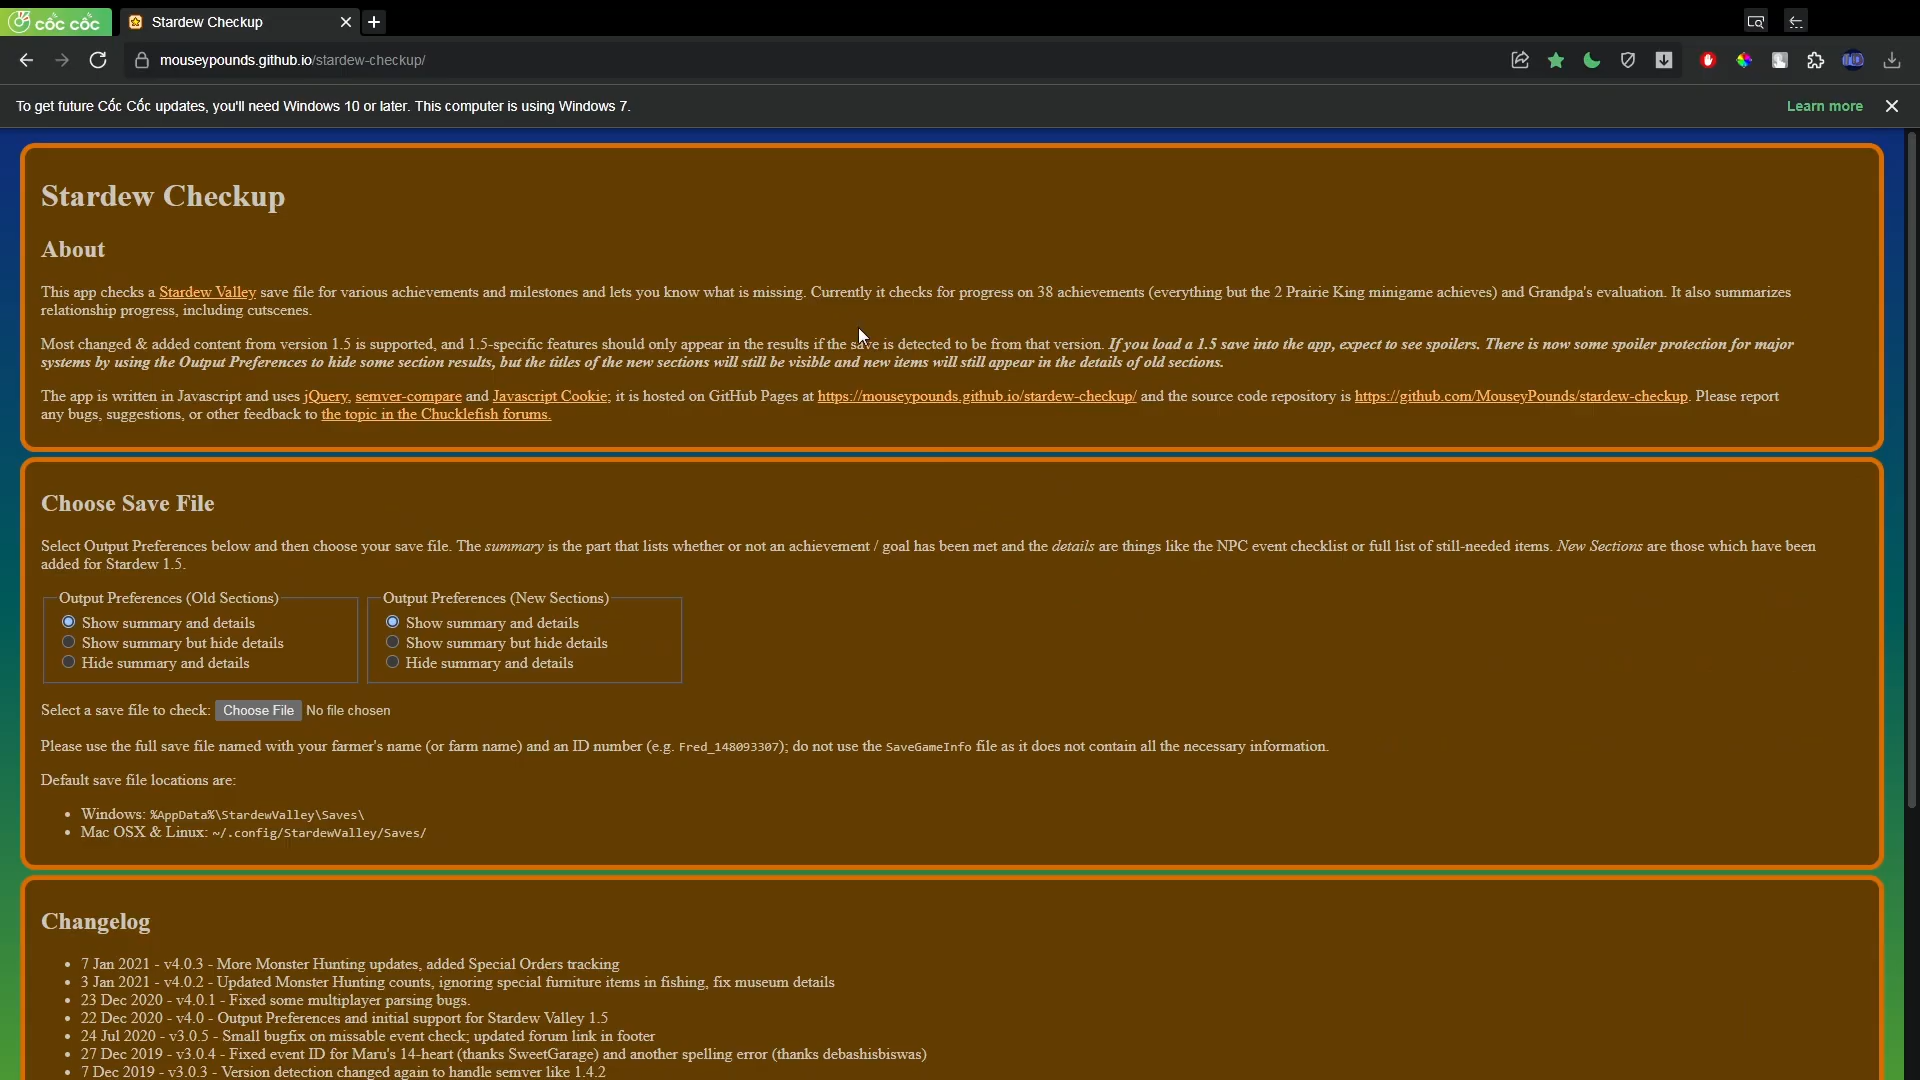 cốc cốc
Stardew Checkup
mouseypounds.github.io/stardew-checkup/
To get future Cốc Cốc updates, you'll need Windows 10 or later. This computer is using Windows 7.
Learn more
Stardew Checkup
About
This app checks a Stardew Valley save file for various achievements and milestones and lets you know what is missing. Currently it checks for progress on 38 achievements (everything but the 2 Prairie King minigame achieves) and Grandpa's evaluation. It also summarizes
relationship progress, including cutscenes.
Most changed & added content from version 1.5 is supported, and 1.5-specific features should only appear in the results if the save is detected to be from that version. If you load a 1.5 save into the app, expect to see spoilers. There is now some spoiler protection for major
systems by using the Output Preferences to hide some section results, but the titles of the new sections will still be visible and new items will still appear in the details of old sections.
The app is written in Javascript and uses jQuery, semver-compare and Javascript Cookie; it is hosted on GitHub Pages at https://mouseypounds.github.io/stardew-checkup/ and the source code repository is https://github.com/MouseyPounds/stardew-checkup. Please report
any bugs, suggestions, or other feedback to the topic in the Chucklefish forums.
Choose Save File
Select Output Preferences below and then choose your save file. The summary is the part that lists whether or not an achievement / goal has been met and the details are things like the NPC event checklist or full list of still-needed items. New Sections are those which have been
added for Stardew 1.5.
Output Preferences (Old Sections)
Show summary and details
Show summary but hide details
Hide summary and details
Output Preferences (New Sections)
Show summary and details
Show summary but hide details
Hide summary and details
Select a save file to check: Choose File No file chosen
Please use the full save file named with your farmer's name (or farm name) and an ID number (e.g. Fred_148093307); do not use the SaveGameInfo file as it does not contain all the necessary information.
Default save file locations are:
• Windows: %AppData%\StardewValley\Saves\
• Mac OSX & Linux: ~/.config/StardewValley/Saves/
Changelog
• 7 Jan 2021 - v4.0.3 - More Monster Hunting updates, added Special Orders tracking
• 3 Jan 2021 - v4.0.2 - Updated Monster Hunting counts, ignoring special furniture items in fishing, fix museum details
• 23 Dec 2020 - v4.0.1 - Fixed some multiplayer parsing bugs.
• 22 Dec 2020 - v4.0 - Output Preferences and initial support for Stardew Valley 1.5
• 24 Jul 2020 - v3.0.5 - Small bugfix on missable event check; updated forum link in footer
• 27 Dec 2019 - v3.0.4 - Fixed event ID for Maru's 14-heart (thanks SweetGarage) and another spelling error (thanks debashisbiswas)
• 7 Dec 2019 - v3.0.3 - Version detection changed again to handle semver like 1.4.2